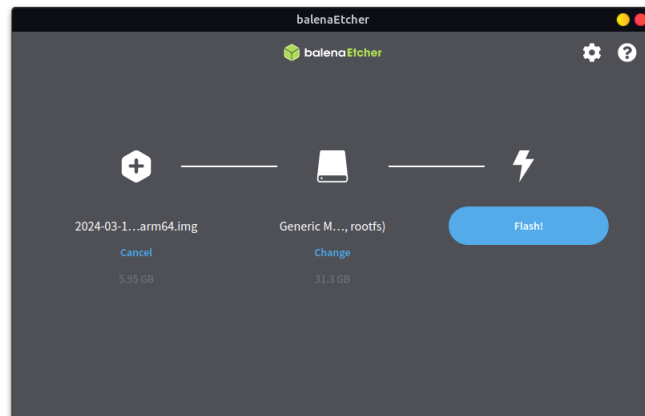 balenaEtcher
balenaEtcher
2024-03-1...arm64.img
Cancel
5.95 GB
Generic M..., rootfs)
Change
31.3 GB
Flash!